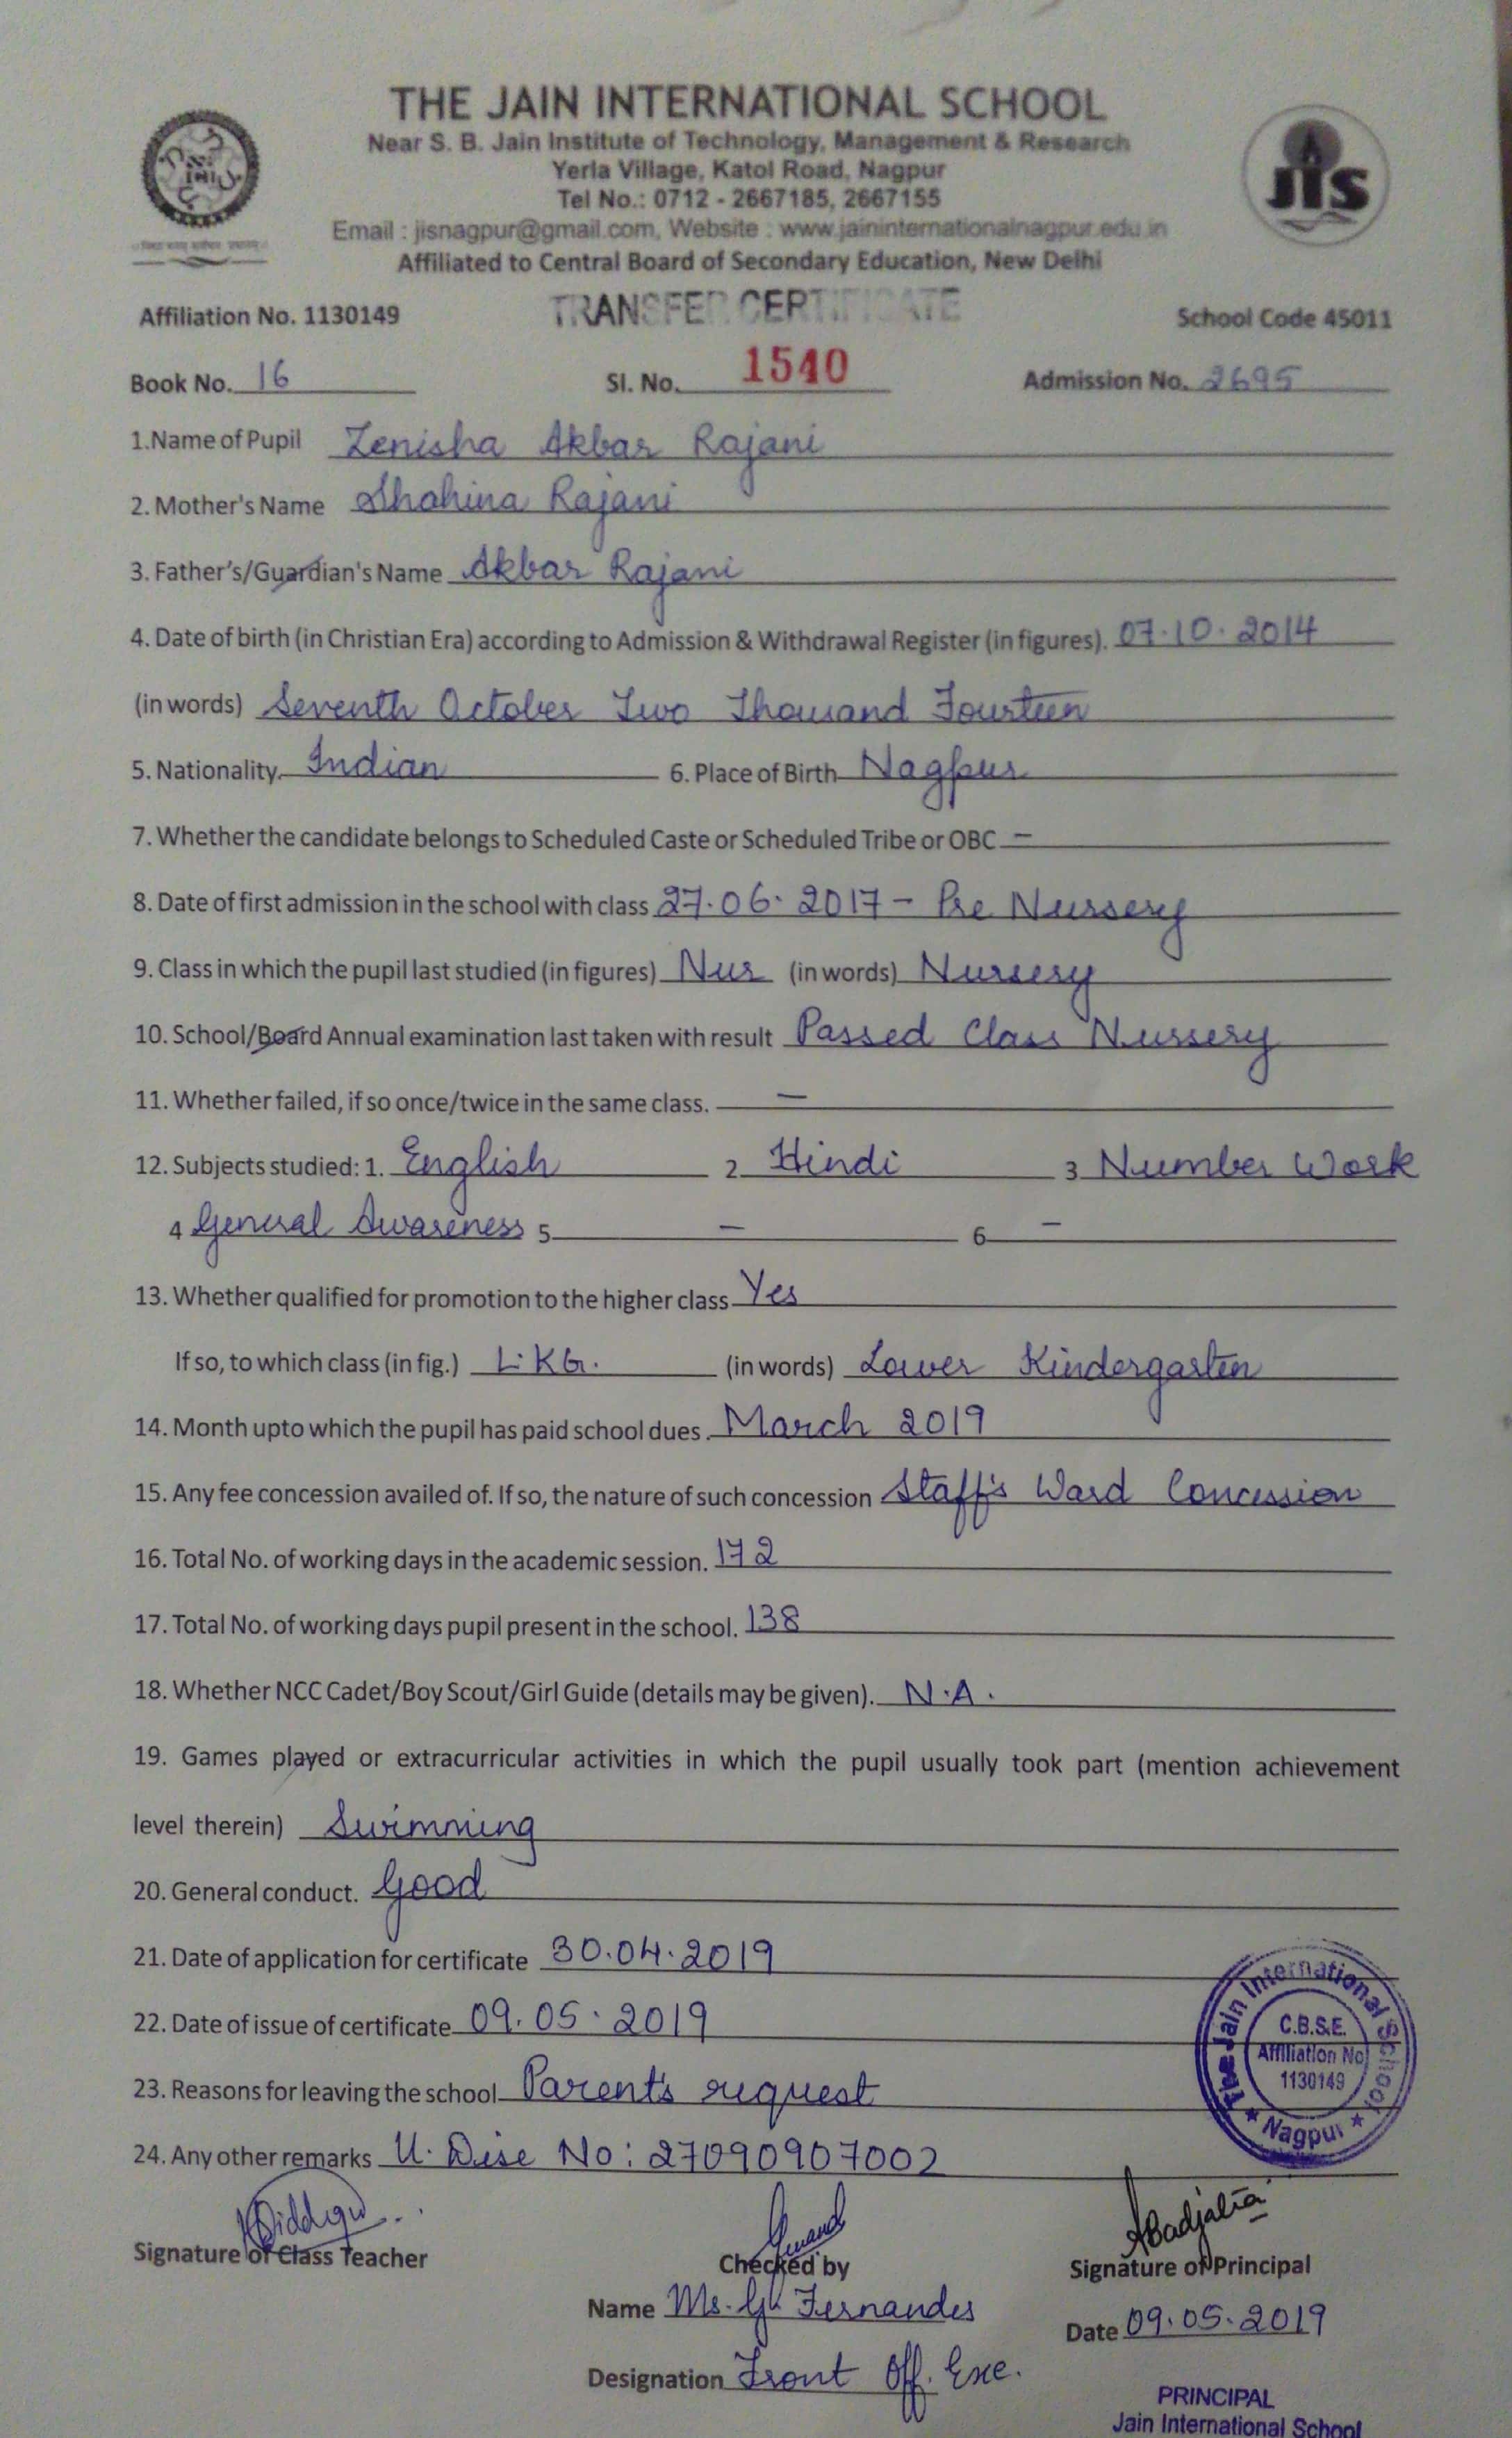 THE JAIN INTERNATIONAL SCHOOL
Near S. B. Jain Institute of Technology, Management & Research
Yerla Village, Katol Road, Nagpur
Tel No.: 0712 - 2667185, 2667155
Email : jisnagpur@gmail.com, Website : www.jaininternationalnagpur.edu.in
Affiliated to Central Board of Secondary Education, New Delhi
jis
Affiliation No. 1130149 TRANSFER CERTIFICATE School Code 45011
Book No. 16 Sl. No. 1540 Admission No. 2695
1.Name of Pupil Zenisha Akbar Rajani
2. Mother's Name Shahina Rajani
3. Father's/Guardian's Name Akbar Rajani
4. Date of birth (in Christian Era) according to Admission & Withdrawal Register (in figures). 07.10.2014
(in words) Seventh October Two Thousand Fourteen
5. Nationality Indian 6. Place of Birth Nagpur
7. Whether the candidate belongs to Scheduled Caste or Scheduled Tribe or OBC –
8. Date of first admission in the school with class 27.06.2017 – Pre Nursery
9. Class in which the pupil last studied (in figures) Nur (in words) Nursery
10. School/Board Annual examination last taken with result Passed Class Nursery
11. Whether failed, if so once/twice in the same class. –
12. Subjects studied: 1. English 2 Hindi 3 Number Work
4 General Awareness 5 – 6 –
13. Whether qualified for promotion to the higher class Yes
If so, to which class (in fig.) L.KG. (in words) Lower Kindergarten
14. Month upto which the pupil has paid school dues. March 2019
15. Any fee concession availed of. If so, the nature of such concession Staff's Ward Concession
16. Total No. of working days in the academic session. 172
17. Total No. of working days pupil present in the school. 138
18. Whether NCC Cadet/Boy Scout/Girl Guide (details may be given). N.A.
19. Games played or extracurricular activities in which the pupil usually took part (mention achievement
level therein) Swimming
20. General conduct. Good
21. Date of application for certificate 30.04.2019
22. Date of issue of certificate 09.05.2019
23. Reasons for leaving the school Parent's request
24. Any other remarks U. Dise No: 27090907002
The Jain International School
C.B.S.E.
Affiliation No
1130149
★ Nagpur ★
Signature of Class Teacher Checked by Signature of Principal
Name Ms. G. Fernandes Date 09.05.2019
Designation Front Off. Exe.
PRINCIPAL
Jain International School